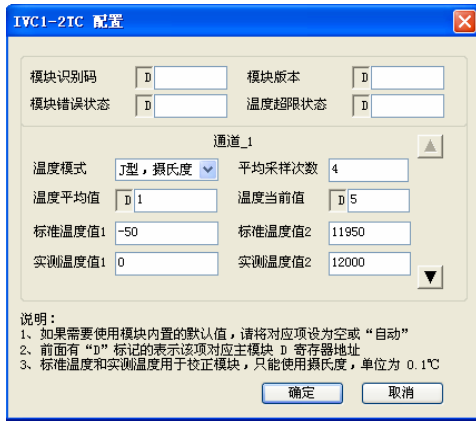 IVC1-2TC 配置
模块识别码 D 模块版本 D
模块错误状态 D 温度超限状态 D
通道_1
温度模式 J型，摄氏度 平均采样次数 4
温度平均值 D 1 温度当前值 D 5
标准温度值1 -50 标准温度值2 11950
实测温度值1 0 实测温度值2 12000
说明：
1、如果需要使用模块内置的默认值，请将对应项设为空或“自动”
2、前面有“D”标记的表示该项对应主模块 D 寄存器地址
3、标准温度和实测温度用于校正模块，只能使用摄氏度，单位为 0.1℃
确定 取消